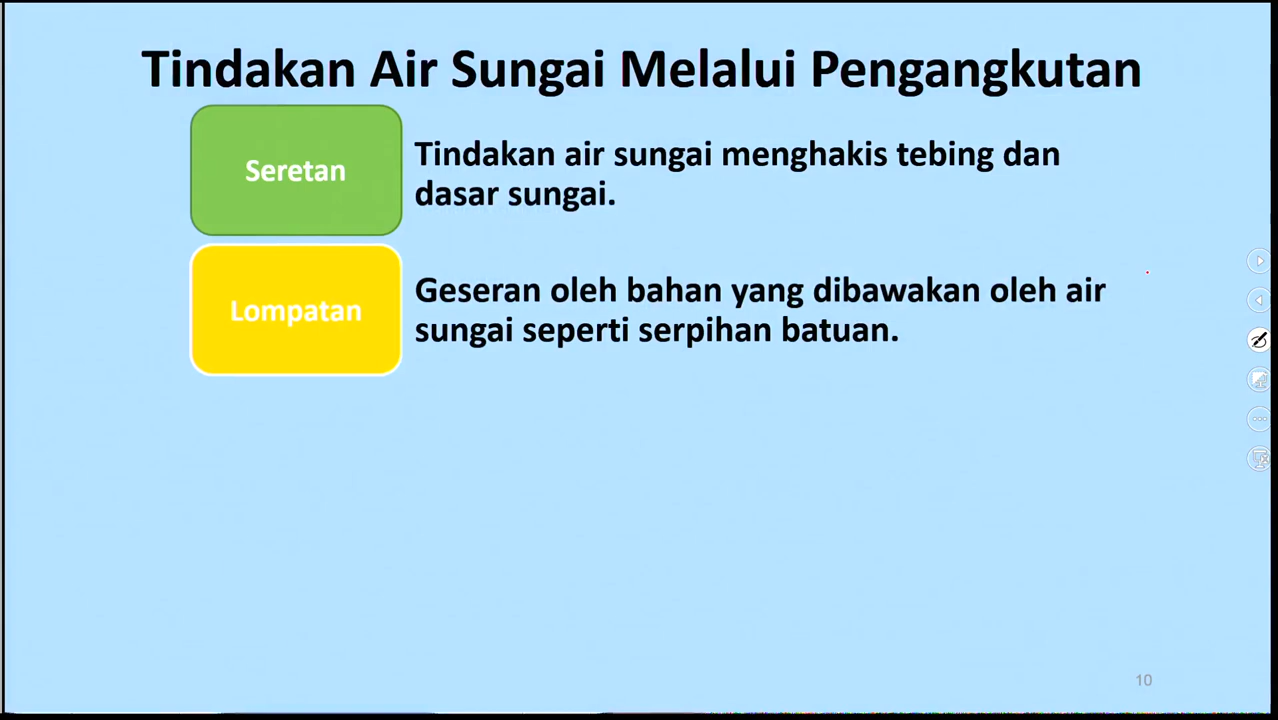 Tindakan Air Sungai Melalui Pengangkutan
Seretan
Tindakan air sungai menghakis tebing dan
dasar sungai.
Lompatan
Geseran oleh bahan yang dibawakan oleh air
sungai seperti serpihan batuan.
10